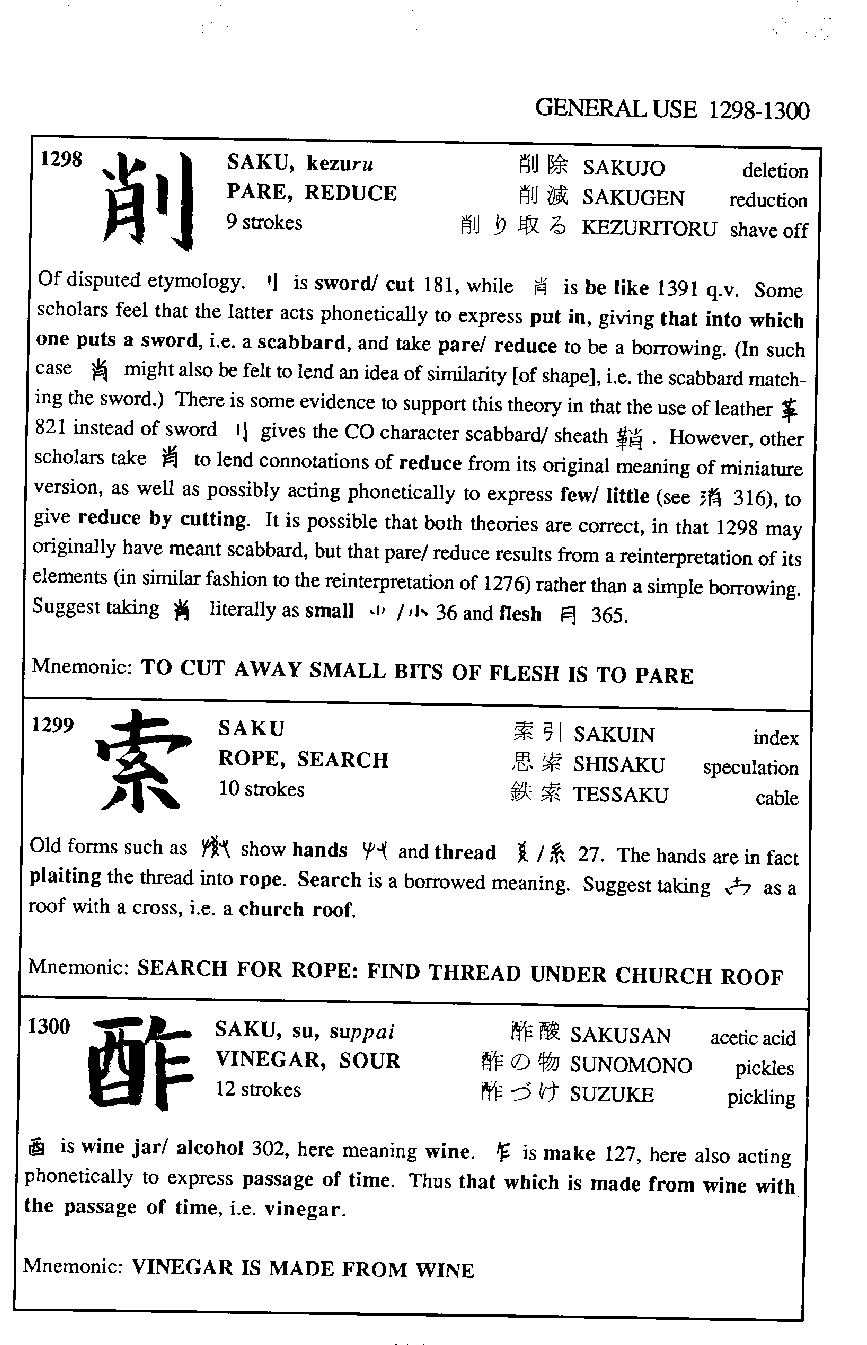 GENERAL USE 1298-1300
1298 削 SAKU, kezuru 削除 SAKUJO deletion
PARE, REDUCE 削減 SAKUGEN reduction
9 strokes 削り取る KEZURITORU shave off
Of disputed etymology. 刂 is sword/ cut 181, while 肖 is be like 1391 q.v. Some
scholars feel that the latter acts phonetically to express put in, giving that into which
one puts a sword, i.e. a scabbard, and take pare/ reduce to be a borrowing. (In such
case 肖 might also be felt to lend an idea of similarity [of shape], i.e. the scabbard match-
ing the sword.) There is some evidence to support this theory in that the use of leather 革
821 instead of sword 刂 gives the CO character scabbard/ sheath 鞘. However, other
scholars take 肖 to lend connotations of reduce from its original meaning of miniature
version, as well as possibly acting phonetically to express few/ little (see 消 316), to
give reduce by cutting. It is possible that both theories are correct, in that 1298 may
originally have meant scabbard, but that pare/ reduce results from a reinterpretation of its
elements (in similar fashion to the reinterpretation of 1276) rather than a simple borrowing.
Suggest taking 肖 literally as small ⺌/小 36 and flesh 月 365.
Mnemonic: TO CUT AWAY SMALL BITS OF FLESH IS TO PARE
1299 索 SAKU 索引 SAKUIN index
ROPE, SEARCH 思索 SHISAKU speculation
10 strokes 鉄索 TESSAKU cable
Old forms such as show hands and thread /糸 27. The hands are in fact
plaiting the thread into rope. Search is a borrowed meaning. Suggest taking as a
roof with a cross, i.e. a church roof.
Mnemonic: SEARCH FOR ROPE: FIND THREAD UNDER CHURCH ROOF
1300 酢 SAKU, su, suppai 酢酸 SAKUSAN acetic acid
VINEGAR, SOUR 酢の物 SUNOMONO pickles
12 strokes 酢づけ SUZUKE pickling
酉 is wine jar/ alcohol 302, here meaning wine. 乍 is make 127, here also acting
phonetically to express passage of time. Thus that which is made from wine with
the passage of time, i.e. vinegar.
Mnemonic: VINEGAR IS MADE FROM WINE